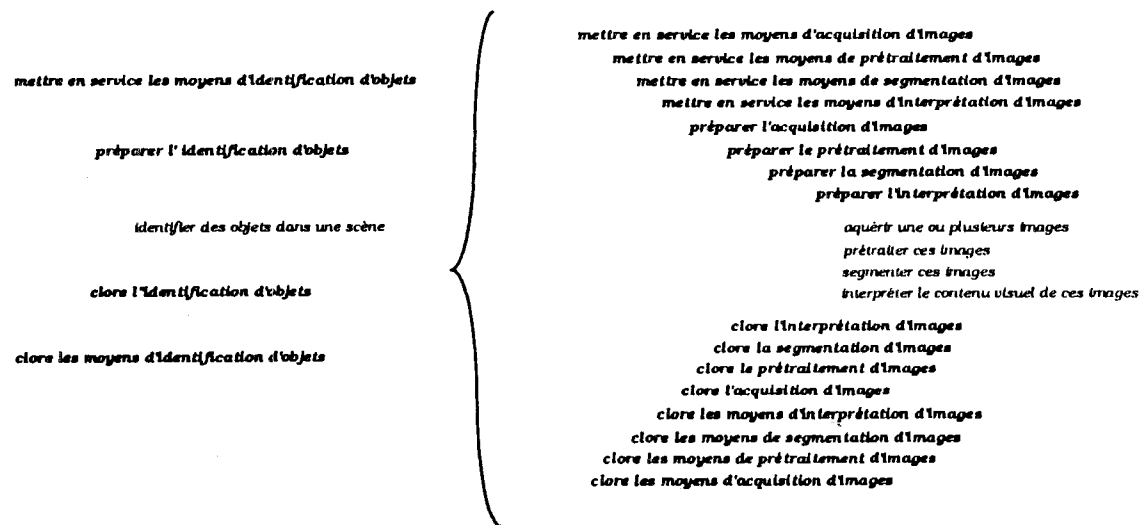 mettre en service les moyens d'identification d'objets
préparer l' identification d'objets
identifier des objets dans une scène
clore l'identification d'objets
clore les moyens d'identification d'objets
mettre en service les moyens d'acquisition d'images
mettre en service les moyens de prétraitement d'images
mettre en service les moyens de segmentation d'images
mettre en service les moyens d'interprétation d'images
préparer l'acquisition d'images
préparer le prétraitement d'images
préparer la segmentation d'images
préparer l'interprétation d'images
aquérir une ou plusieurs images
prétraiter ces images
segmenter ces images
interpréter le contenu visuel de ces images
clore l'interprétation d'images
clore la segmentation d'images
clore le prétraitement d'images
clore l'acquisition d'images
clore les moyens d'interprétation d'images
clore les moyens de segmentation d'images
clore les moyens de prétraitement d'images
clore les moyens d'acquisition d'images